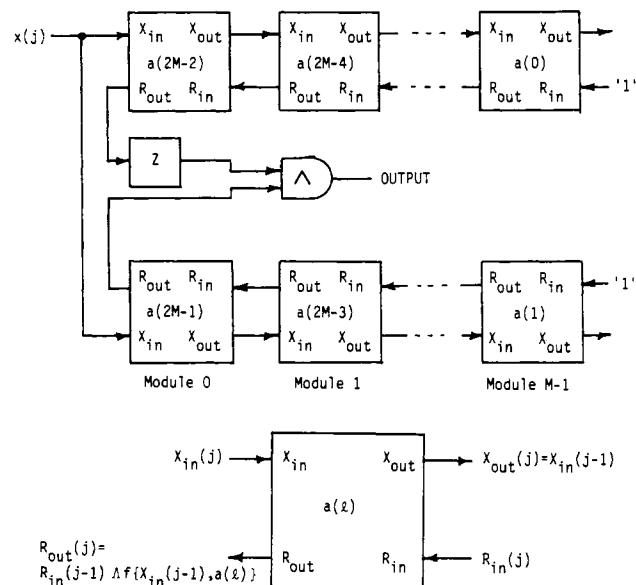 x(j)
X_in X_out X_in X_out X_in X_out
a(2M-2) a(2M-4) a(0)
R_out R_in R_out R_in R_out R_in '1'
Z
∧ OUTPUT
R_out R_in R_out R_in R_out R_in '1'
a(2M-1) a(2M-3) a(1)
X_in X_out X_in X_out X_in X_out
Module 0 Module 1 Module M-1
X_in(j) X_in X_out X_out(j)=X_in(j-1)
a(ℓ)
R_out(j)=
R_in(j-1) ∧f{X_in(j-1),a(ℓ)} R_out R_in R_in(j)